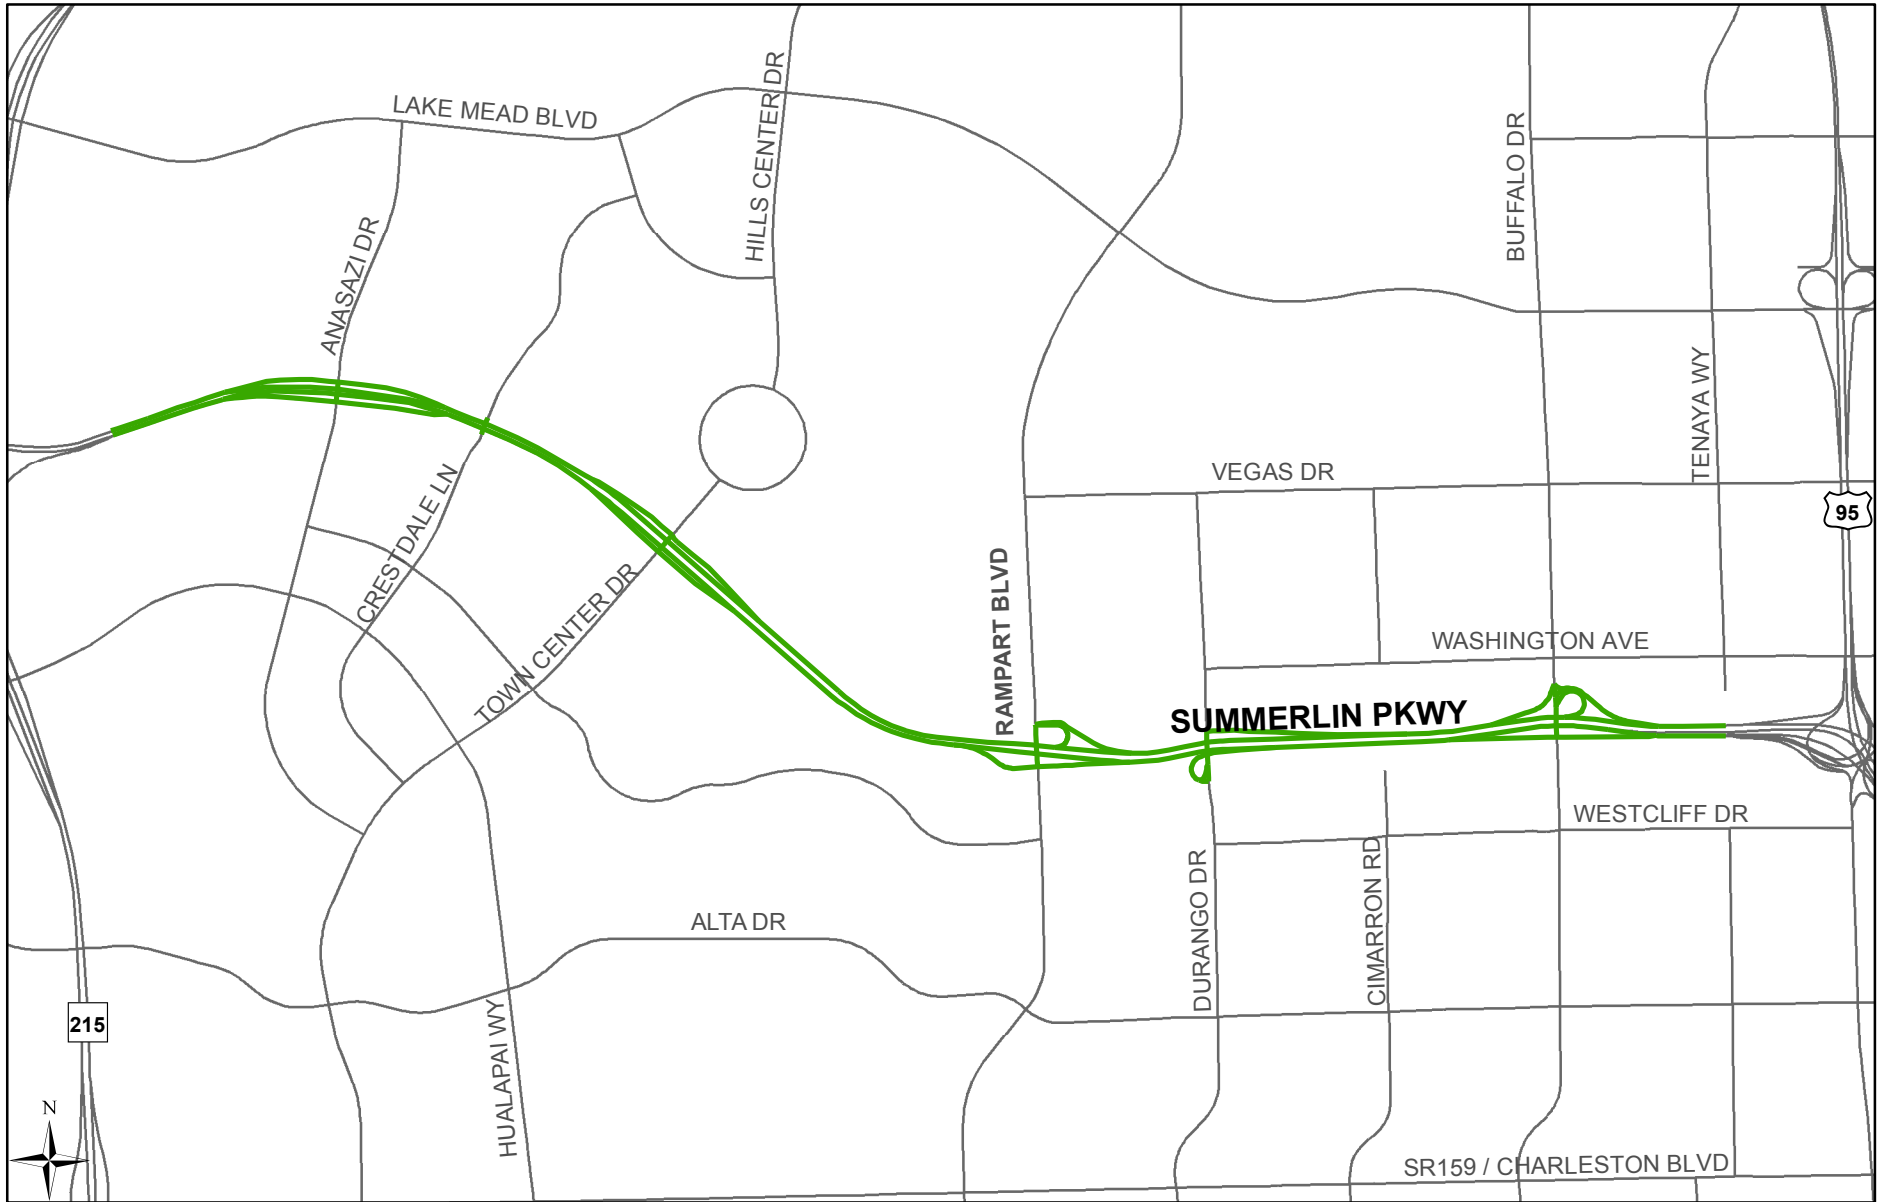 LAKE MEAD BLVD
HILLS CENTER DR
BUFFALO DR
ANASAZI DR
TENAYA WY
VEGAS DR
95
CRESTDALE LN
RAMPART BLVD
TOWN CENTER DR
WASHINGTON AVE
SUMMERLIN PKWY
WESTCLIFF DR
DURANGO DR
CIMARRON RD
ALTA DR
215
HUALAPAI WY
N
SR159 / CHARLESTON BLVD